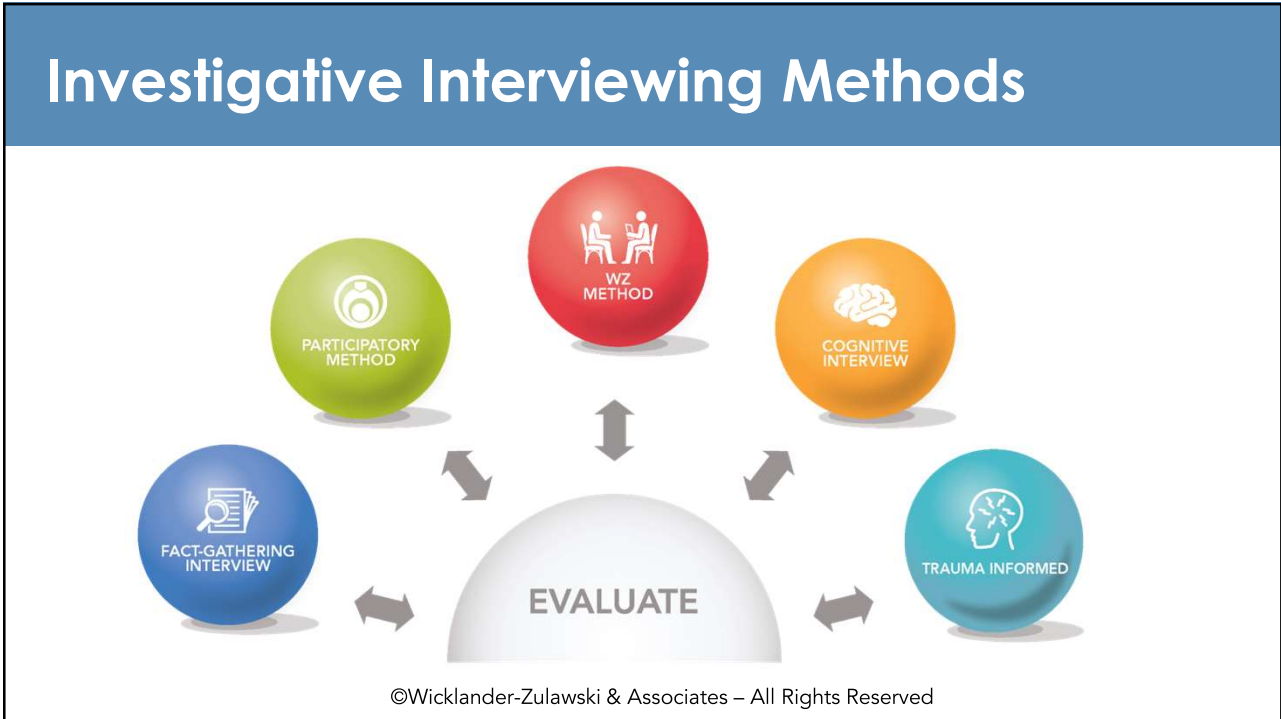 Investigative Interviewing Methods
WZ
METHOD
PARTICIPATORY
METHOD
COGNITIVE
INTERVIEW
FACT-GATHERING
INTERVIEW
TRAUMA INFORMED
EVALUATE
©Wicklander-Zulawski & Associates – All Rights Reserved